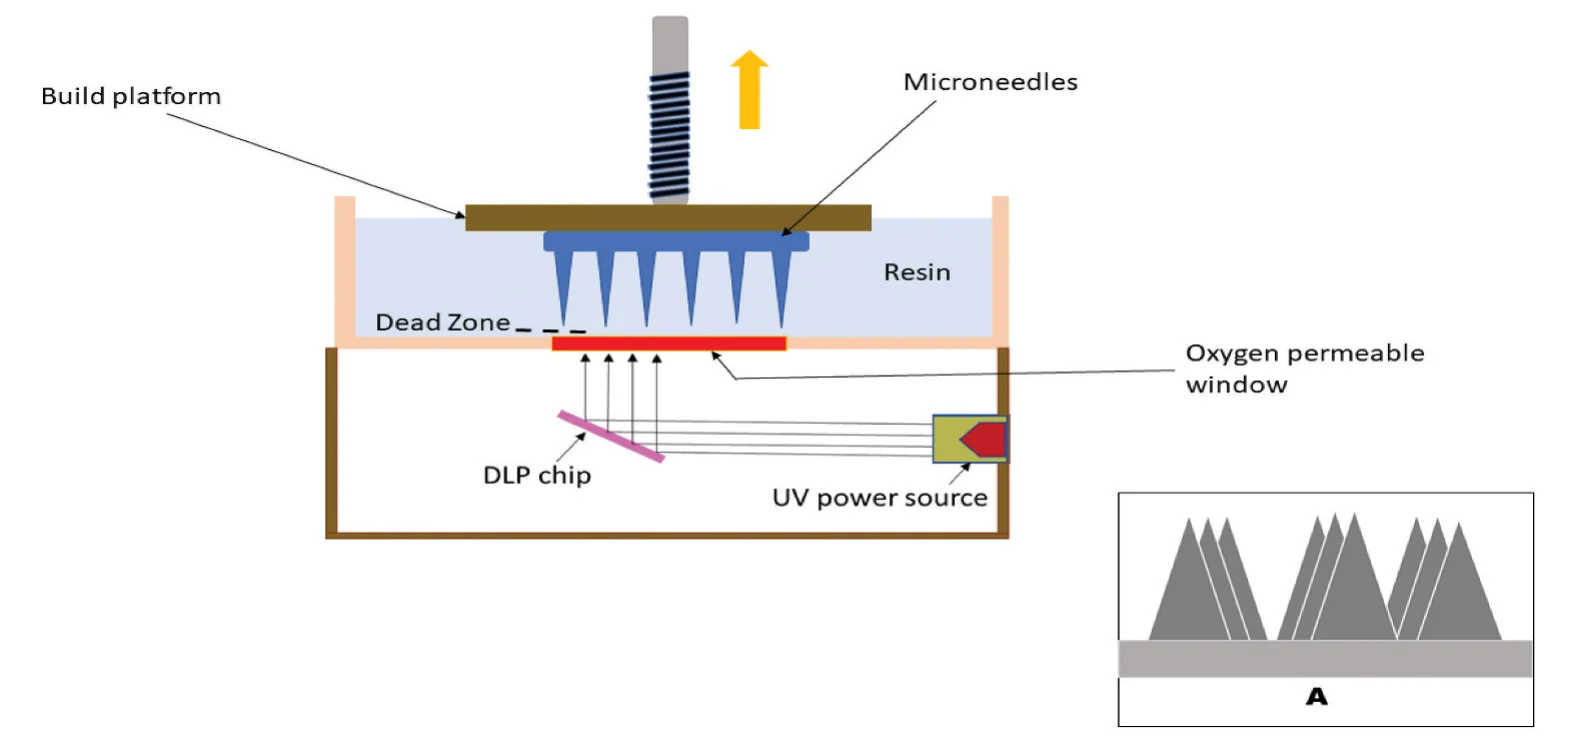 Build platform
Microneedles
Resin
Dead Zone
Oxygen permeable
window
DLP chip
UV power source
A